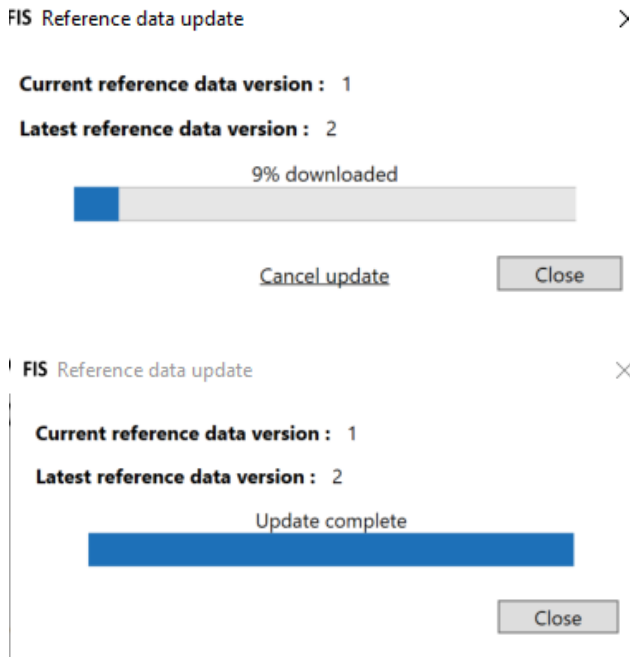 FIS Reference data update
Current reference data version : 1
Latest reference data version : 2
9% downloaded
Cancel update Close
FIS Reference data update
Current reference data version : 1
Latest reference data version : 2
Update complete
Close